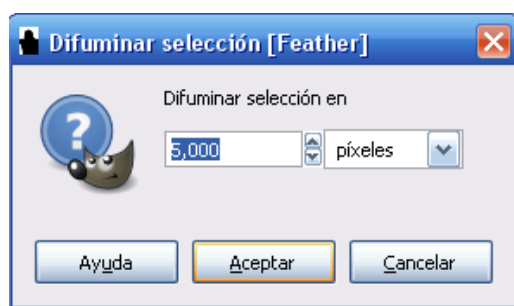 Difuminar selección [Feather]
Difuminar selección en
5,000 píxeles
Ayuda Aceptar Cancelar